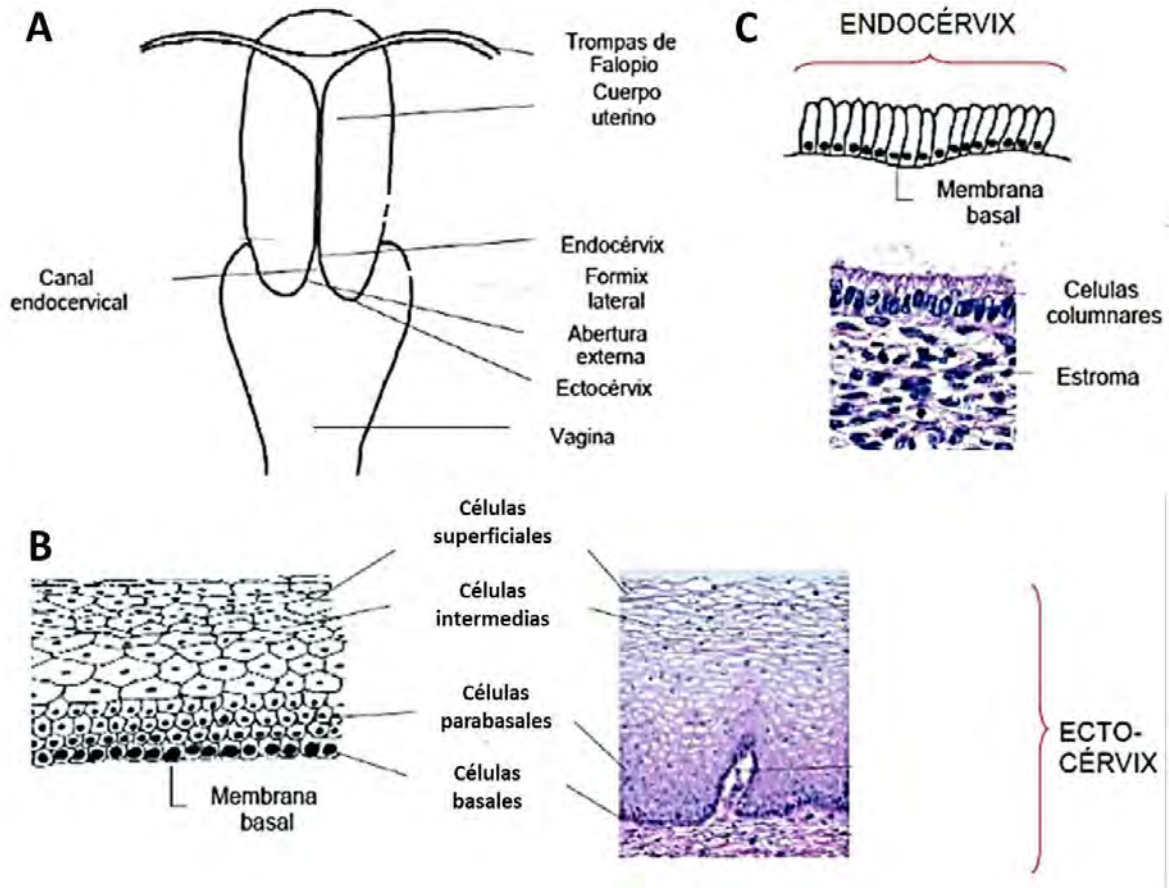 A
Trompas de
Falopio
Cuerpo
uterino
Canal
endocervical
Endocérvix
Formix
lateral
Abertura
externa
Ectocérvix
Vagina
C
ENDOCÉRVIX
Membrana
basal
Celulas
columnares
Estroma
B
Células
superficiales
Células
intermedias
Células
parabasales
Células
basales
Membrana
basal
ECTO-
CÉRVIX